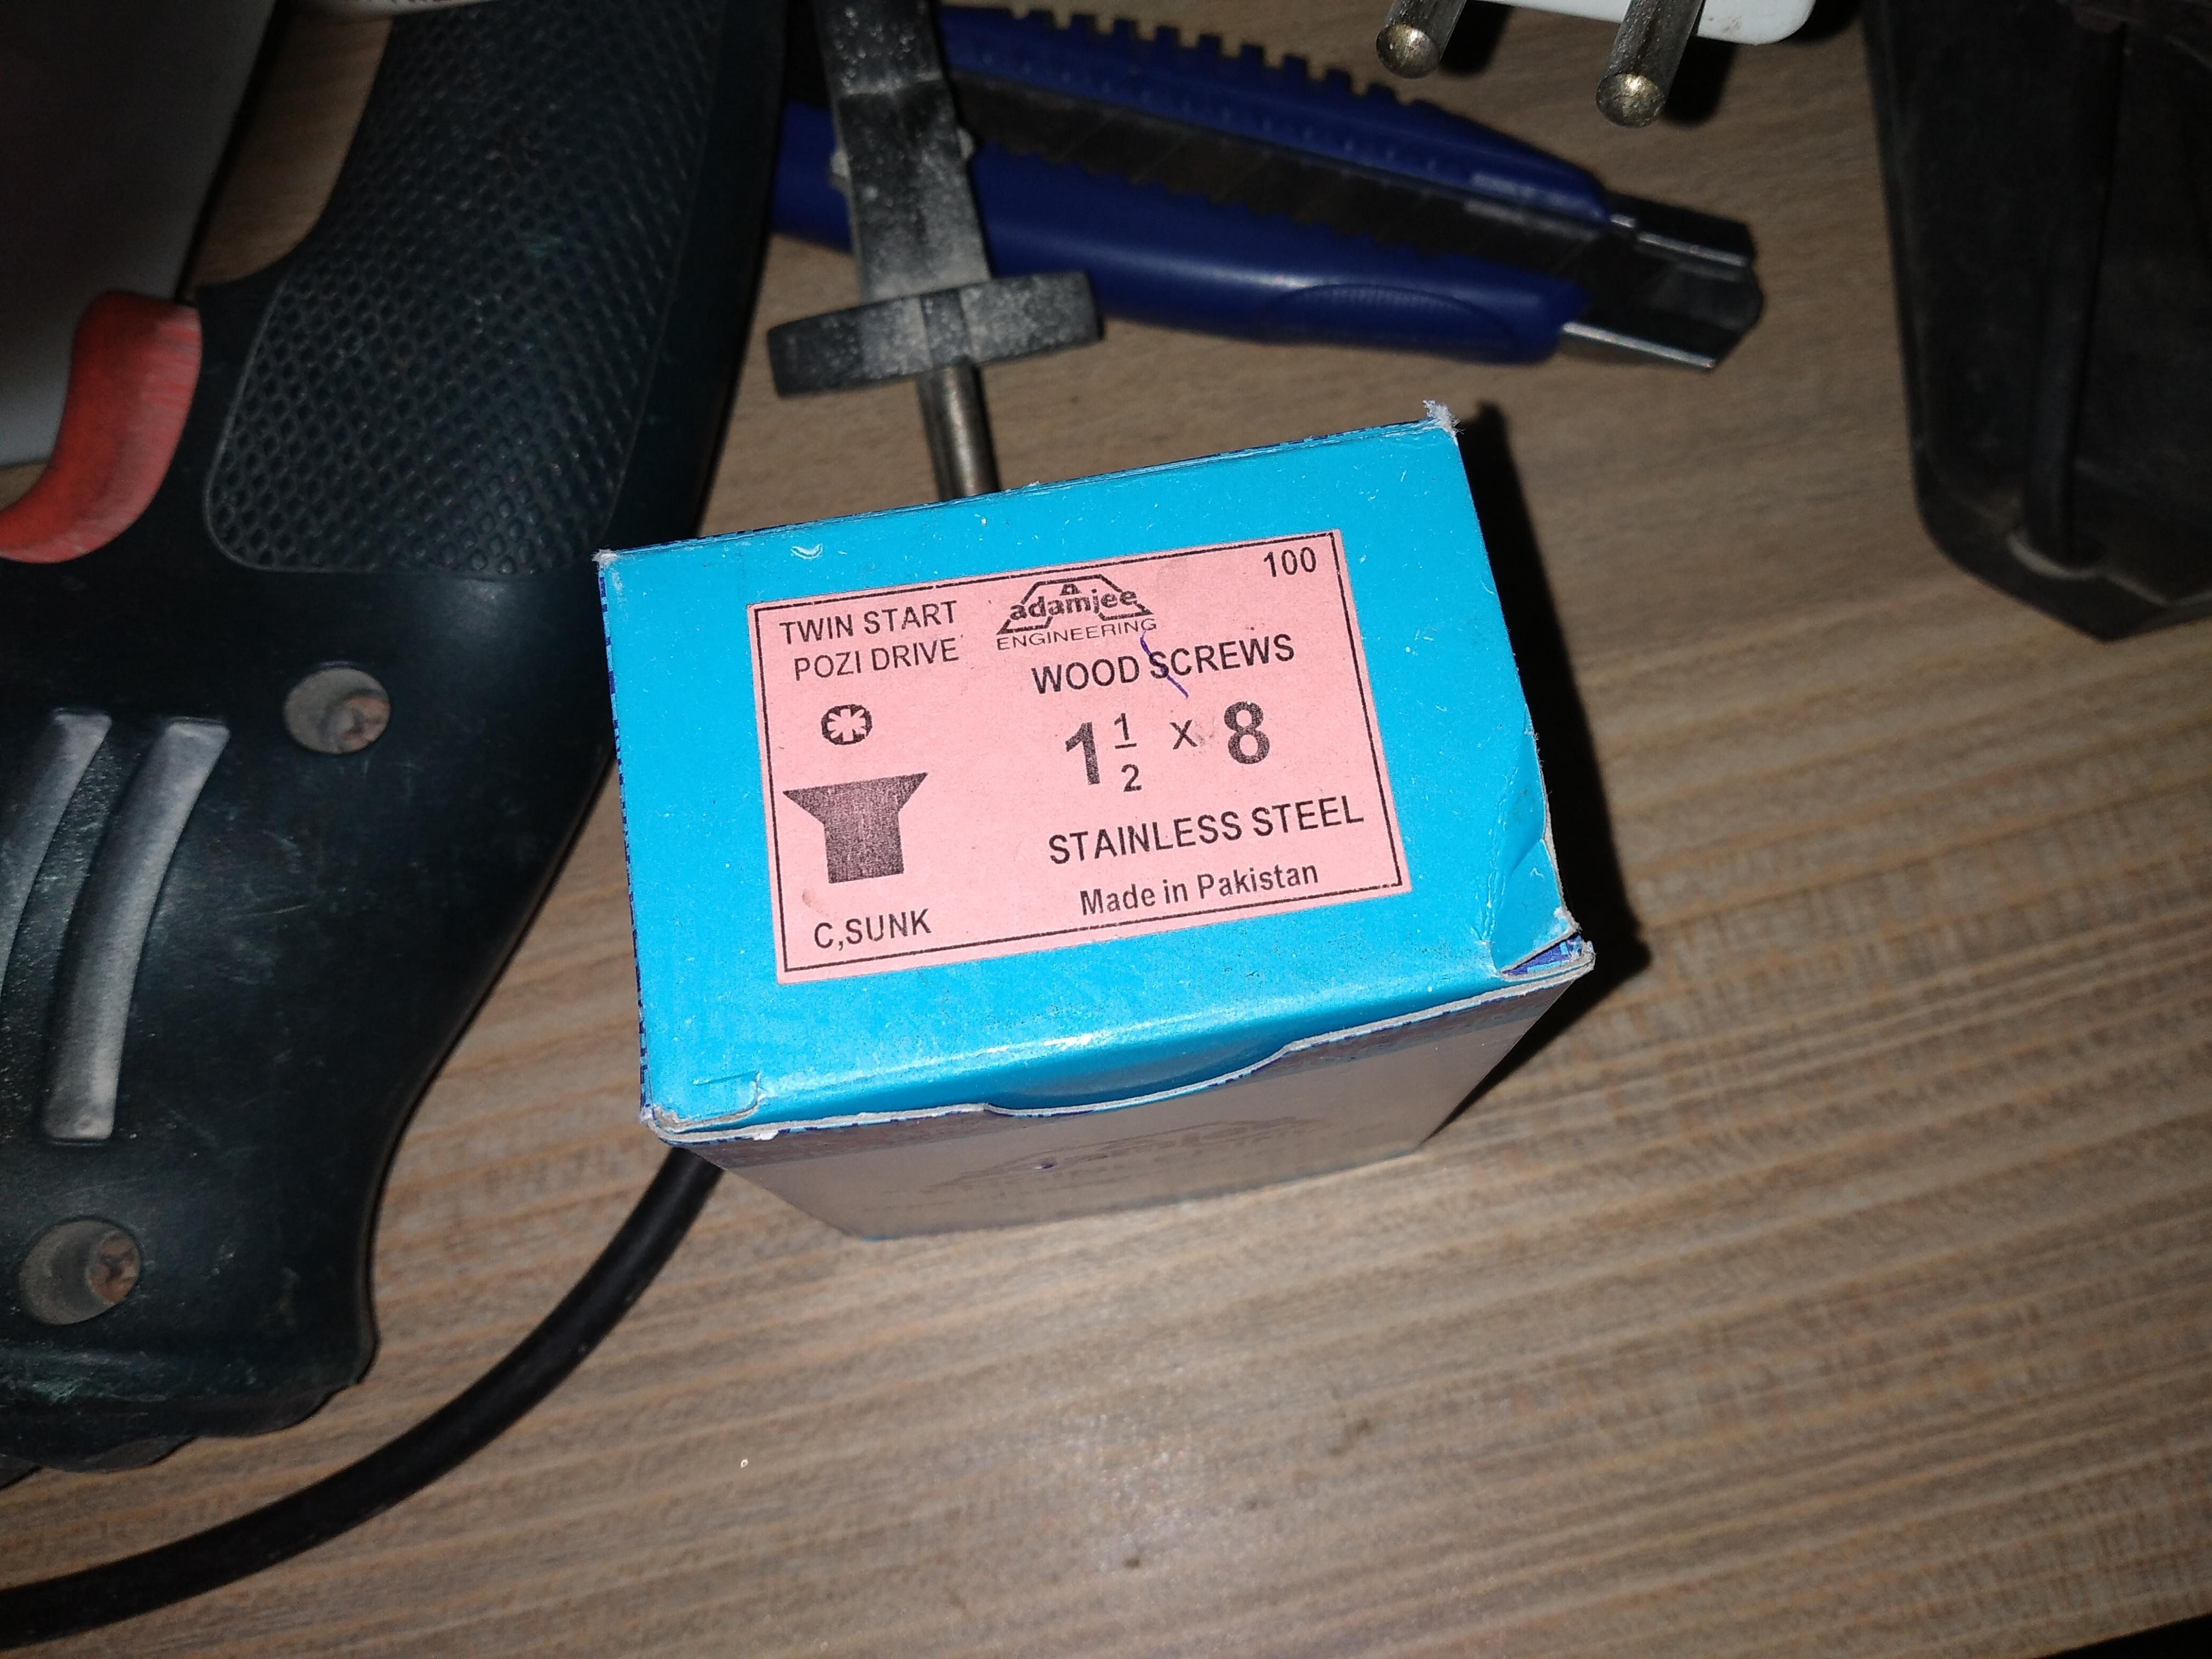 100
TWIN START
POZI DRIVE
adamjee
ENGINEERING
WOOD SCREWS
1 1/2 x 8
STAINLESS STEEL
Made in Pakistan
C,SUNK